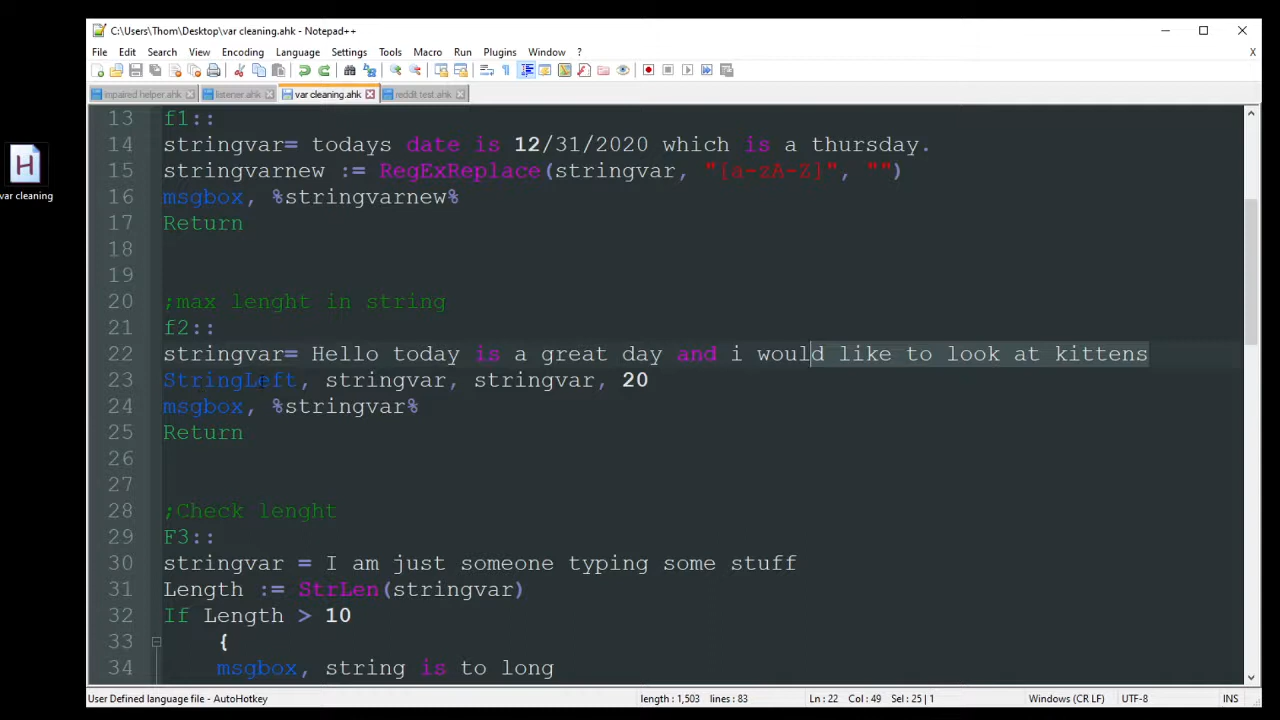 C:\Users\Thom\Desktop\var cleaning.ahk - Notepad++
File Edit Search View Encoding Language Settings Tools Macro Run Plugins Window ? X
inpaired helper.ahk listener.ahk var cleaning.ahk reddit test.ahk
13 f1::
14 stringvar= todays date is 12/31/2020 which is a thursday.
15 stringvarnew := RegExReplace(stringvar, "[a-zA-Z]", "")
16 msgbox, %stringvarnew%
17 Return
18
19
20 ;max lenght in string
21 f2::
22 stringvar= Hello today is a great day and i would like to look at kittens
23 StringLeft, stringvar, stringvar, 20
24 msgbox, %stringvar%
25 Return
26
27
28 ;Check lenght
29 F3::
30 stringvar = I am just someone typing some stuff
31 Length := StrLen(stringvar)
32 If Length > 10
33 {
34 msgbox, string is to long
H
var cleaning
User Defined language file - AutoHotkey length : 1,503 lines : 83 Ln : 22 Col : 49 Sel : 25 | 1 Windows (CR LF) UTF-8 INS